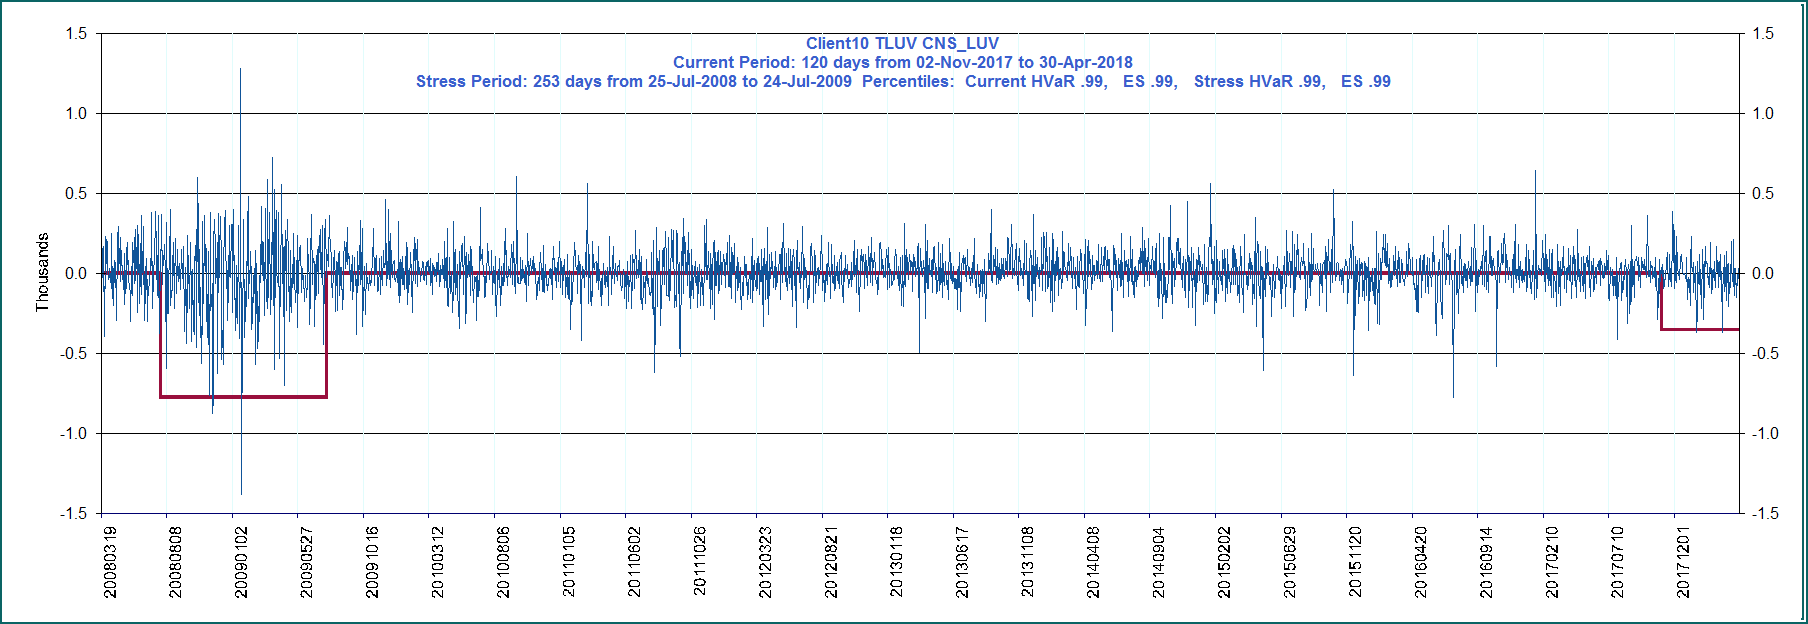 Client10 TLUV CNS_LUV
Current Period: 120 days from 02-Nov-2017 to 30-Apr-2018
Stress Period: 253 days from 25-Jul-2008 to 24-Jul-2009  Percentiles:  Current HVaR .99,   ES .99,   Stress HVaR .99,   ES .99
1.5 1.5
1.0 1.0
0.5 0.5
0.0 0.0
-0.5 -0.5
-1.0 -1.0
-1.5 -1.5
Thousands
20080319 20080808 20090102 20090527 20091016 20100312 20100806 20110105 20110602 20111026 20120323 20120821 20130118 20130617 20131108 20140408 20140904 20150202 20150629 20151120 20160420 20160914 20170210 20170710 20171201